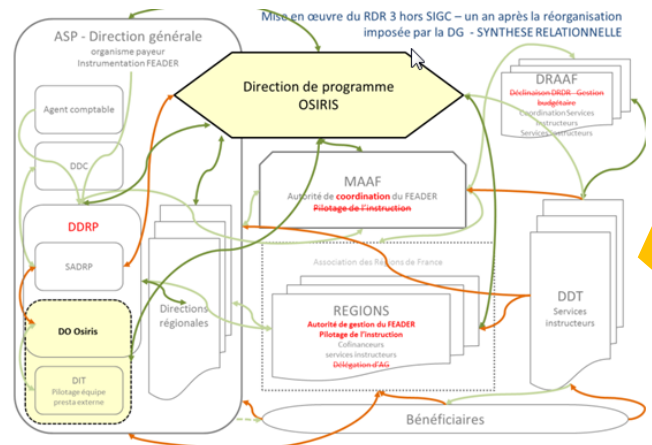 Mise en œuvre du RDR 3 hors SIGC – un an après la réorganisation
imposée par la DG - SYNTHESE RELATIONNELLE
ASP - Direction générale
organisme payeur
Instrumentation FEADER
Agent comptable
DDC
DDRP
SADRP
DO Osiris
DIT
Pilotage équipe
presta externe
Directions
régionales
Direction de programme
OSIRIS
MAAF
Autorité de coordination du FEADER
Pilotage de l'instruction
Association des Régions de France
REGIONS
Autorité de gestion du FEADER
Pilotage de l'instruction
Cofinanceurs
services instructeurs
Délégation d'AG
DRAAF
Déclinaison DRDR - Gestion
budgétaire
Coordination Services
instructeurs
Services instructeurs
DDT
Services
instructeurs
Bénéficiaires